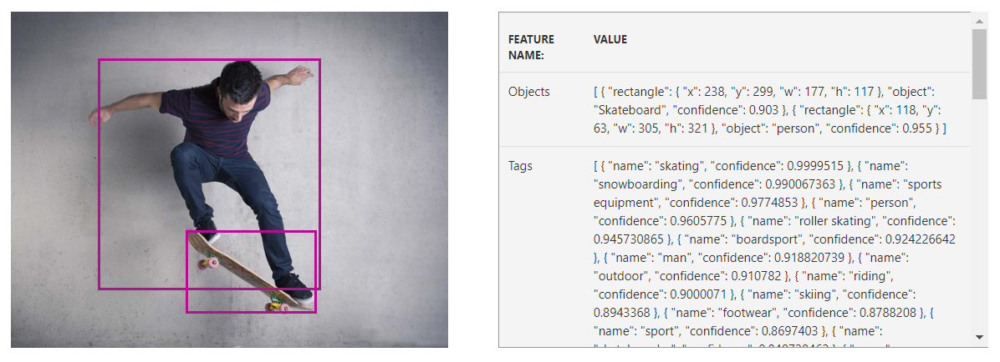 FEATURE NAME: VALUE
Objects [ { "rectangle": { "x": 238, "y": 299, "w": 177, "h": 117 }, "object":
"Skateboard", "confidence": 0.903 }, { "rectangle": { "x": 118, "y":
63, "w": 305, "h": 321 }, "object": "person", "confidence": 0.955 } ]
Tags [ { "name": "skating", "confidence": 0.9999515 }, { "name":
"snowboarding", "confidence": 0.990067363 }, { "name": "sports
equipment", "confidence": 0.9774853 }, { "name": "person",
"confidence": 0.9605775 }, { "name": "roller skating", "confidence":
0.945730865 }, { "name": "boardsport", "confidence": 0.924226642
}, { "name": "man", "confidence": 0.918820739 }, { "name":
"outdoor", "confidence": 0.910782 }, { "name": "riding",
"confidence": 0.9000071 }, { "name": "skiing", "confidence":
0.8943368 }, { "name": "footwear", "confidence": 0.8788208 }, {
"name": "sport", "confidence": 0.8697403 }, { "name":